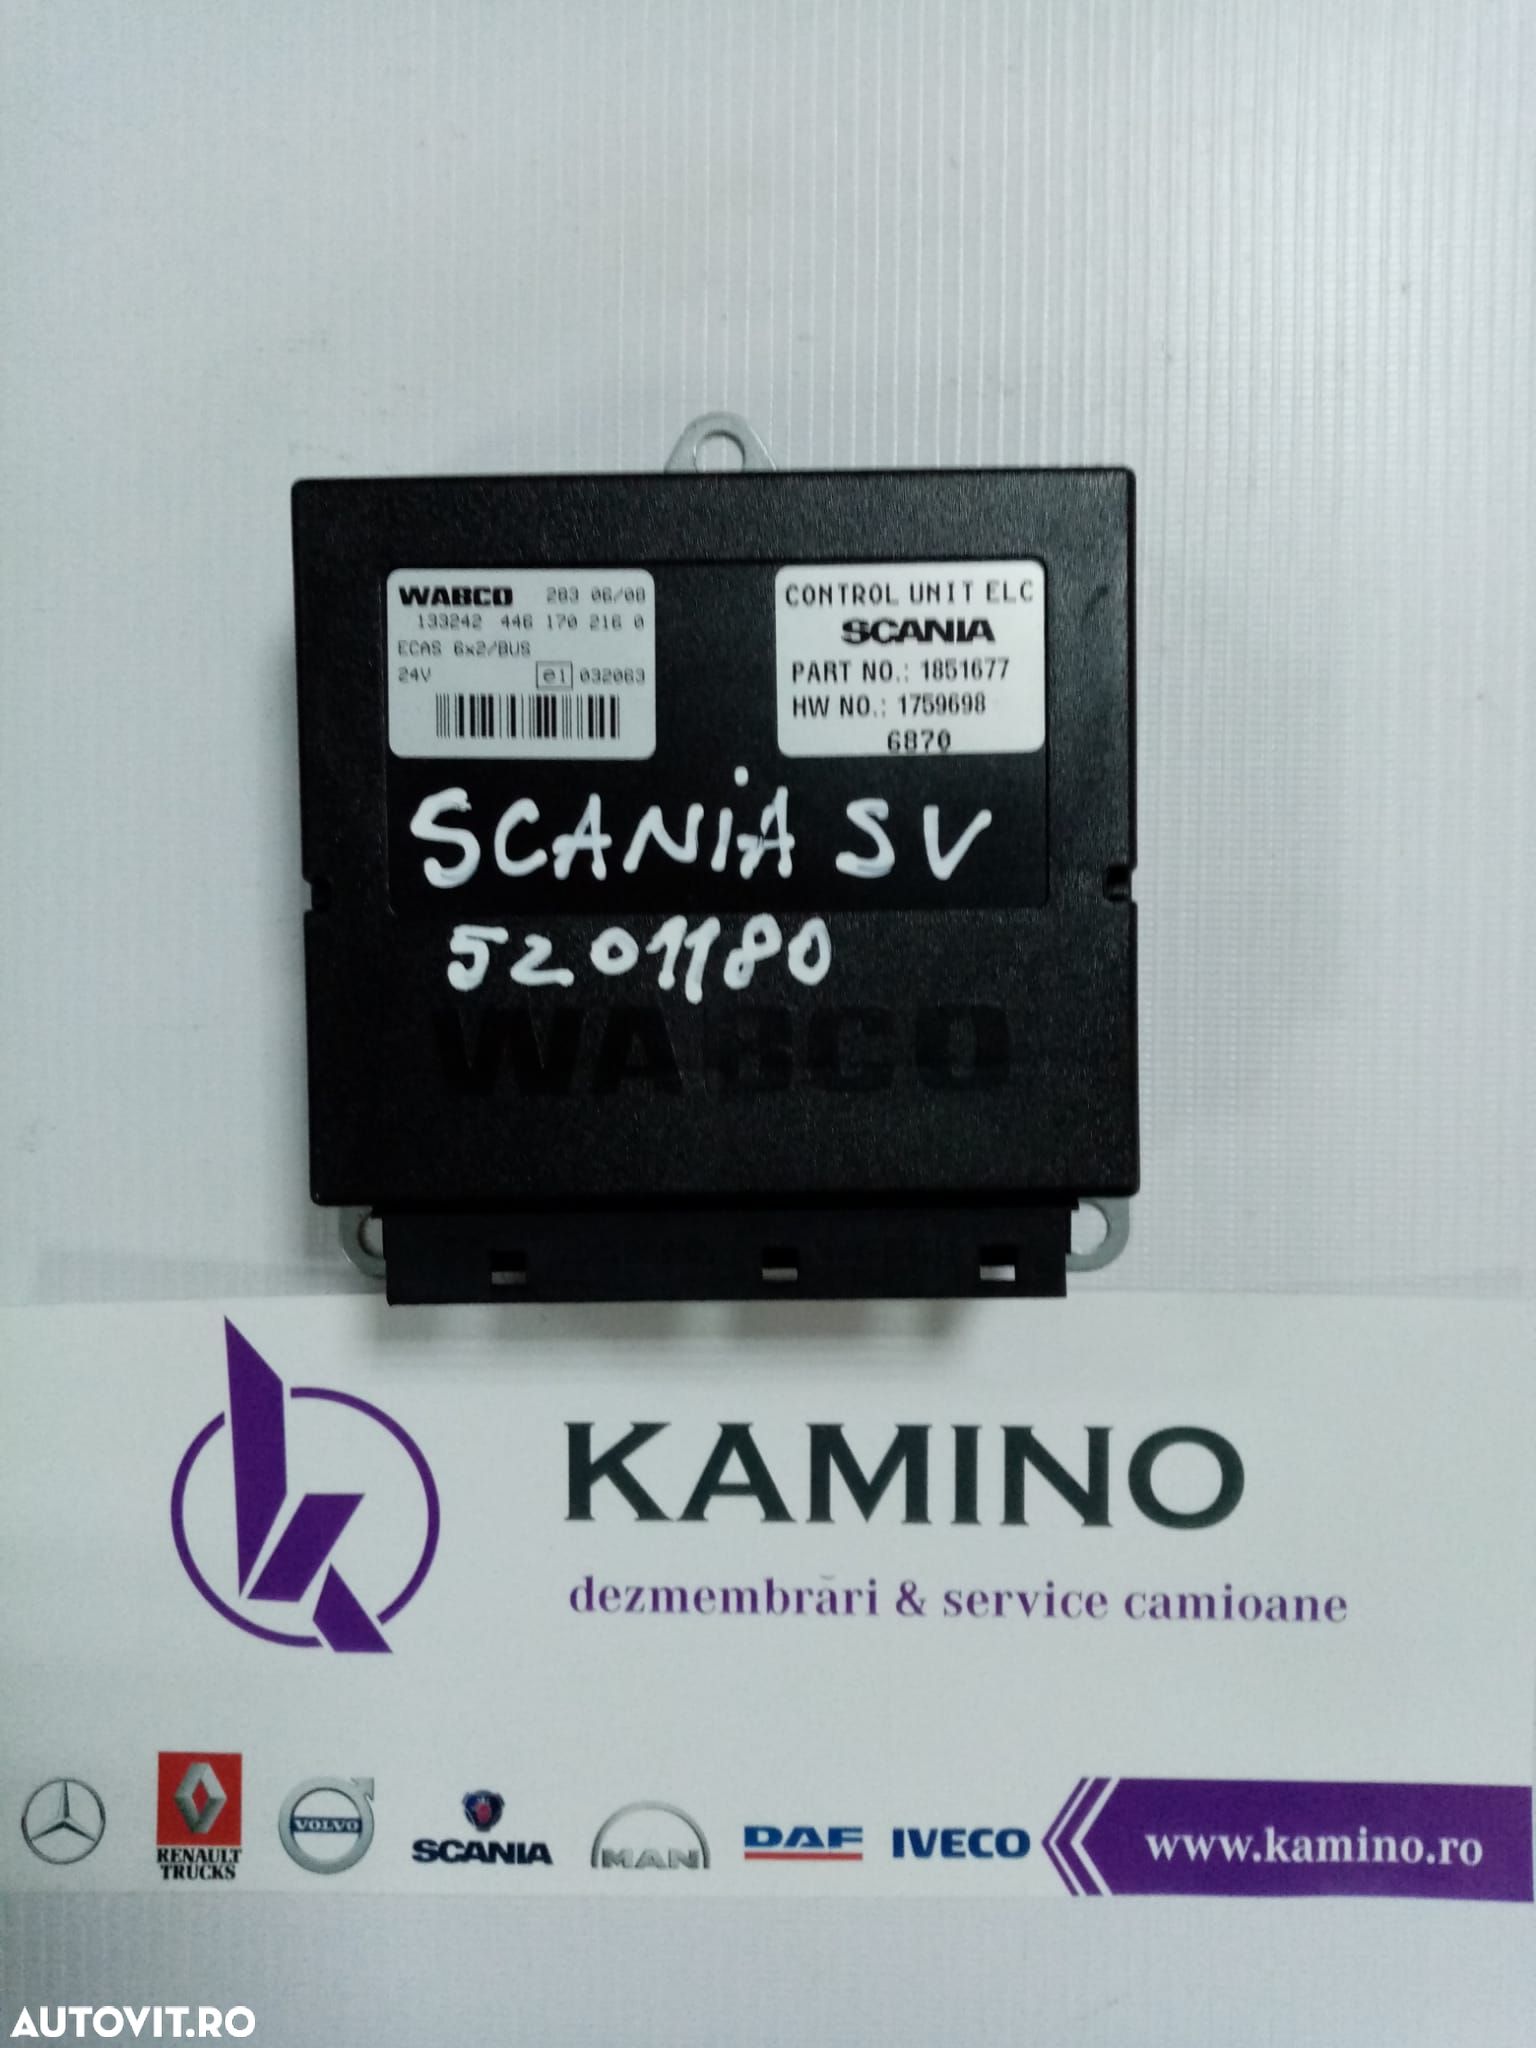 WABCO 283 06/08
133242 446 170 216 0
ECAS 6x2/BUS
24V e1 032063
CONTROL UNIT ELC
SCANIA
PART NO.: 1851677
HW NO.: 1759698
6870
SCANiA SV
5201180
WABCO
KAMINO
dezmembrări & service camioane
RENAULT
TRUCKS
VOLVO
SCANIA
MAN
DAF
IVECO
www.kamino.ro
AUTOVIT.RO